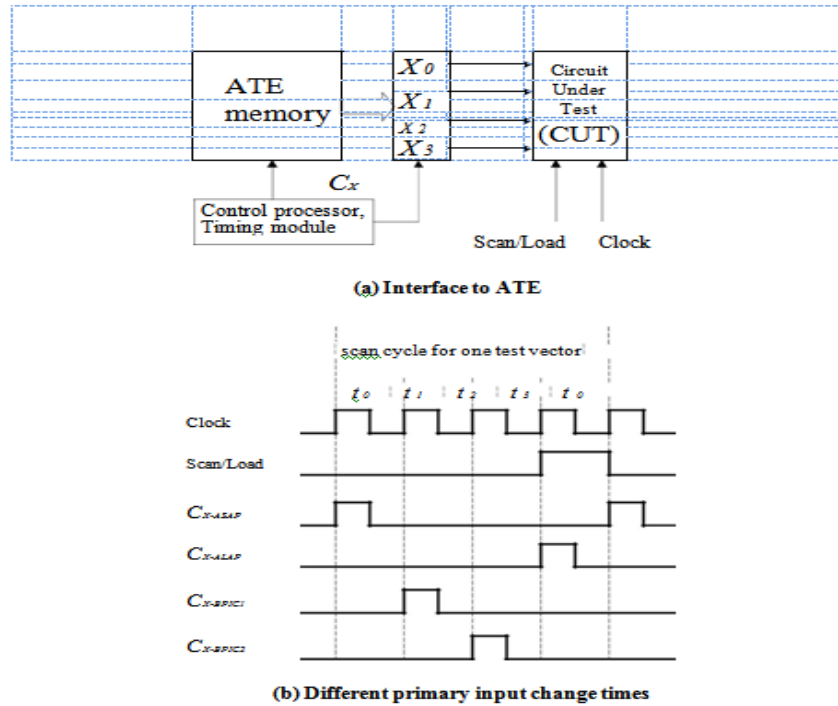 ATE
memory
X0
X1
X2
X3
Circuit
Under
Test
(CUT)
Cx
Control processor,
Timing module
Scan/Load Clock
(a) Interface to ATE
scan cycle for one test vector
t0 t1 t2 t3 t0
Clock
Scan/Load
CX-ASAP
CX-ALAP
CX-BPIC1
CX-BPIC2
(b) Different primary input change times